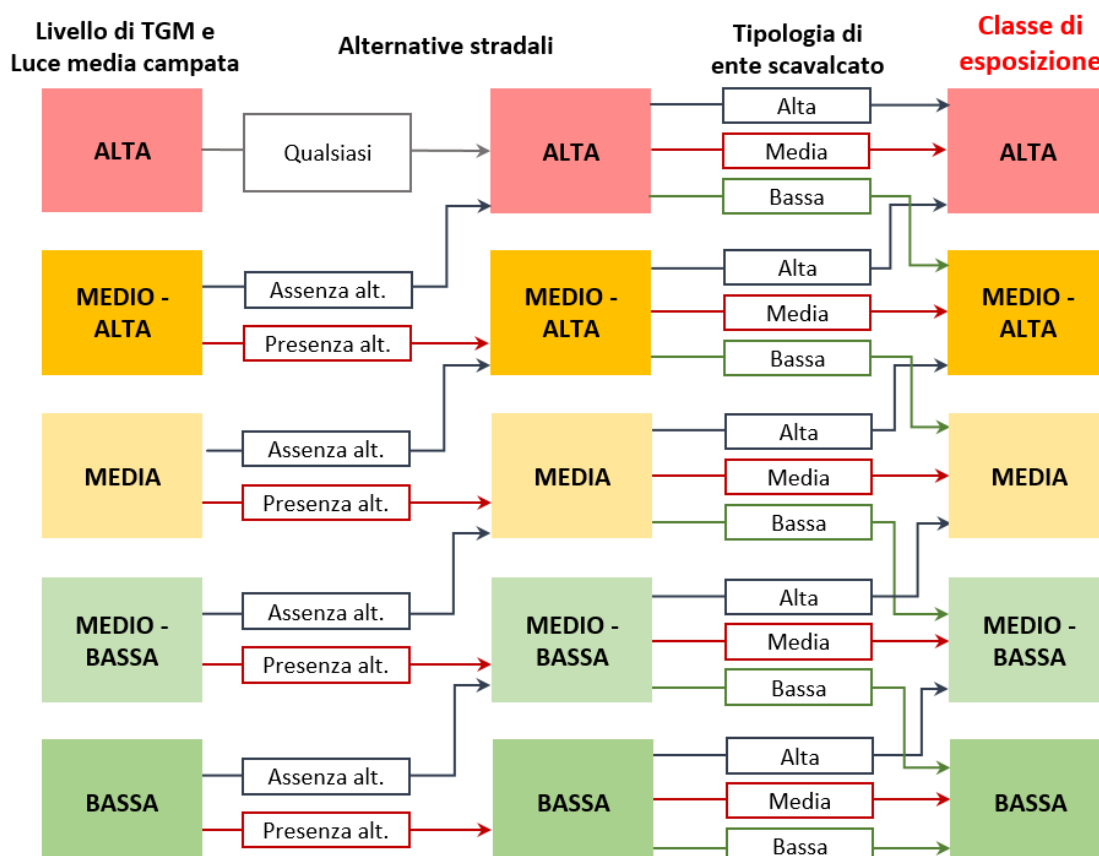 Livello di TGM e
Luce media campata
Alternative stradali
Tipologia di
ente scavalcato
Classe di
esposizione
ALTA
Qualsiasi
ALTA
Alta
Media
Bassa
ALTA
MEDIO -
ALTA
Assenza alt.
Presenza alt.
MEDIO -
ALTA
Alta
Media
Bassa
MEDIO -
ALTA
MEDIA
Assenza alt.
Presenza alt.
MEDIA
Alta
Media
Bassa
MEDIA
MEDIO -
BASSA
Assenza alt.
Presenza alt.
MEDIO -
BASSA
Alta
Media
Bassa
MEDIO -
BASSA
BASSA
Assenza alt.
Presenza alt.
BASSA
Alta
Media
Bassa
BASSA